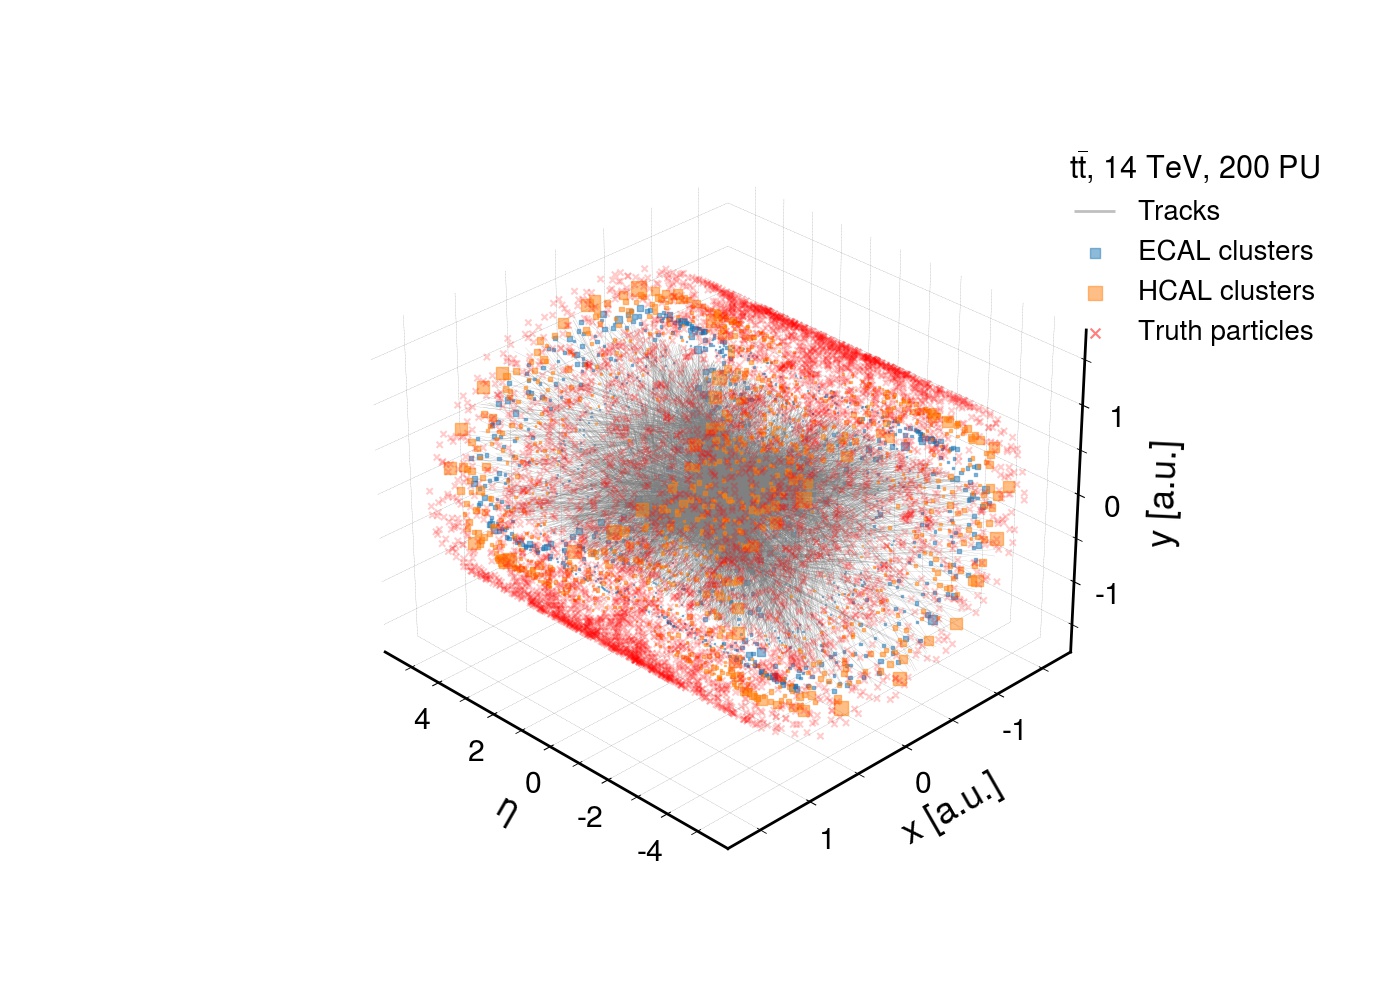 tt̄, 14 TeV, 200 PU
Tracks
ECAL clusters
HCAL clusters
Truth particles
1
0
-1
y [a.u.]
4
2
0
-2
-4
η
-1
0
1
x [a.u.]